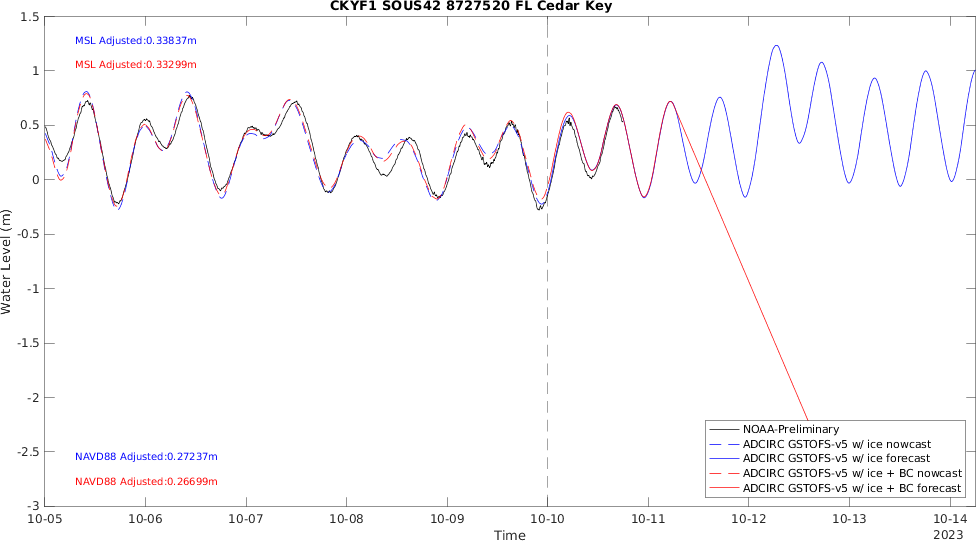 CKYF1 SOUS42 8727520 FL Cedar Key
MSL Adjusted:0.33837m
MSL Adjusted:0.33299m
NAVD88 Adjusted:0.27237m
NAVD88 Adjusted:0.26699m
Water Level (m)
1.5
1
0.5
0
-0.5
-1
-1.5
-2
-2.5
-3
NOAA-Preliminary
ADCIRC GSTOFS-v5 w/ ice nowcast
ADCIRC GSTOFS-v5 w/ ice forecast
ADCIRC GSTOFS-v5 w/ ice + BC nowcast
ADCIRC GSTOFS-v5 w/ ice + BC forecast
10-05 10-06 10-07 10-08 10-09 10-10 10-11 10-12 10-13 10-14
2023
Time